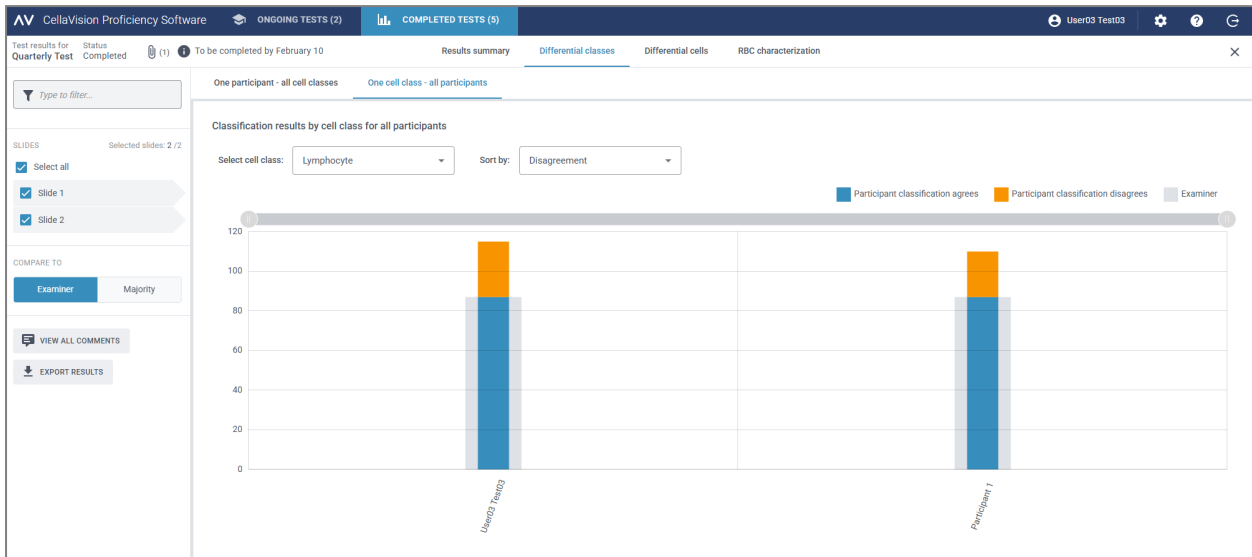 CellaVision Proficiency Software
ONGOING TESTS (2)
COMPLETED TESTS (5)
User03 Test03
Test results for
Quarterly Test
Status
Completed
(1)
To be completed by February 10
Results summary
Differential classes
Differential cells
RBC characterization
Type to filter...
SLIDES
Selected slides: 2 /2
Select all
Slide 1
Slide 2
COMPARE TO
Examiner
Majority
VIEW ALL COMMENTS
EXPORT RESULTS
One participant - all cell classes
One cell class - all participants
Classification results by cell class for all participants
Select cell class:
Lymphocyte
Sort by:
Disagreement
Participant classification agrees
Participant classification disagrees
Examiner
120
100
80
60
40
20
0
User03 Test03
Participant 1